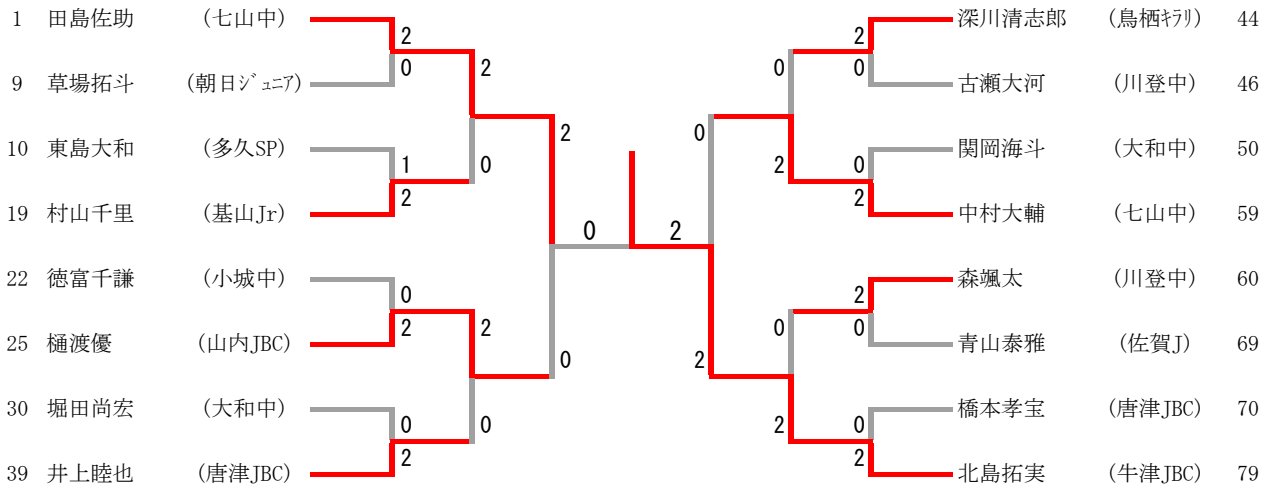 1 田島佐助 (七山中) 2 深川清志郎 (鳥栖ｷﾗﾘ) 44
2 2
0 2 0 0
9 草場拓斗 (朝日ｼﾞｭﾆｱ) 古瀬大河 (川登中) 46
2 0
10 東島大和 (多久SP) 関岡海斗 (大和中) 50
1 0 2 0
2 2
19 村山千里 (基山Jr) 中村大輔 (七山中) 59
0 2
22 徳富千謙 (小城中) 森颯太 (川登中) 60
0 2
2 2 0 0
25 樋渡優 (山内JBC) 青山泰雅 (佐賀J) 69
0 2
30 堀田尚宏 (大和中) 橋本孝宝 (唐津JBC) 70
0 0 2 0
2 2
39 井上睦也 (唐津JBC) 北島拓実 (牛津JBC) 79